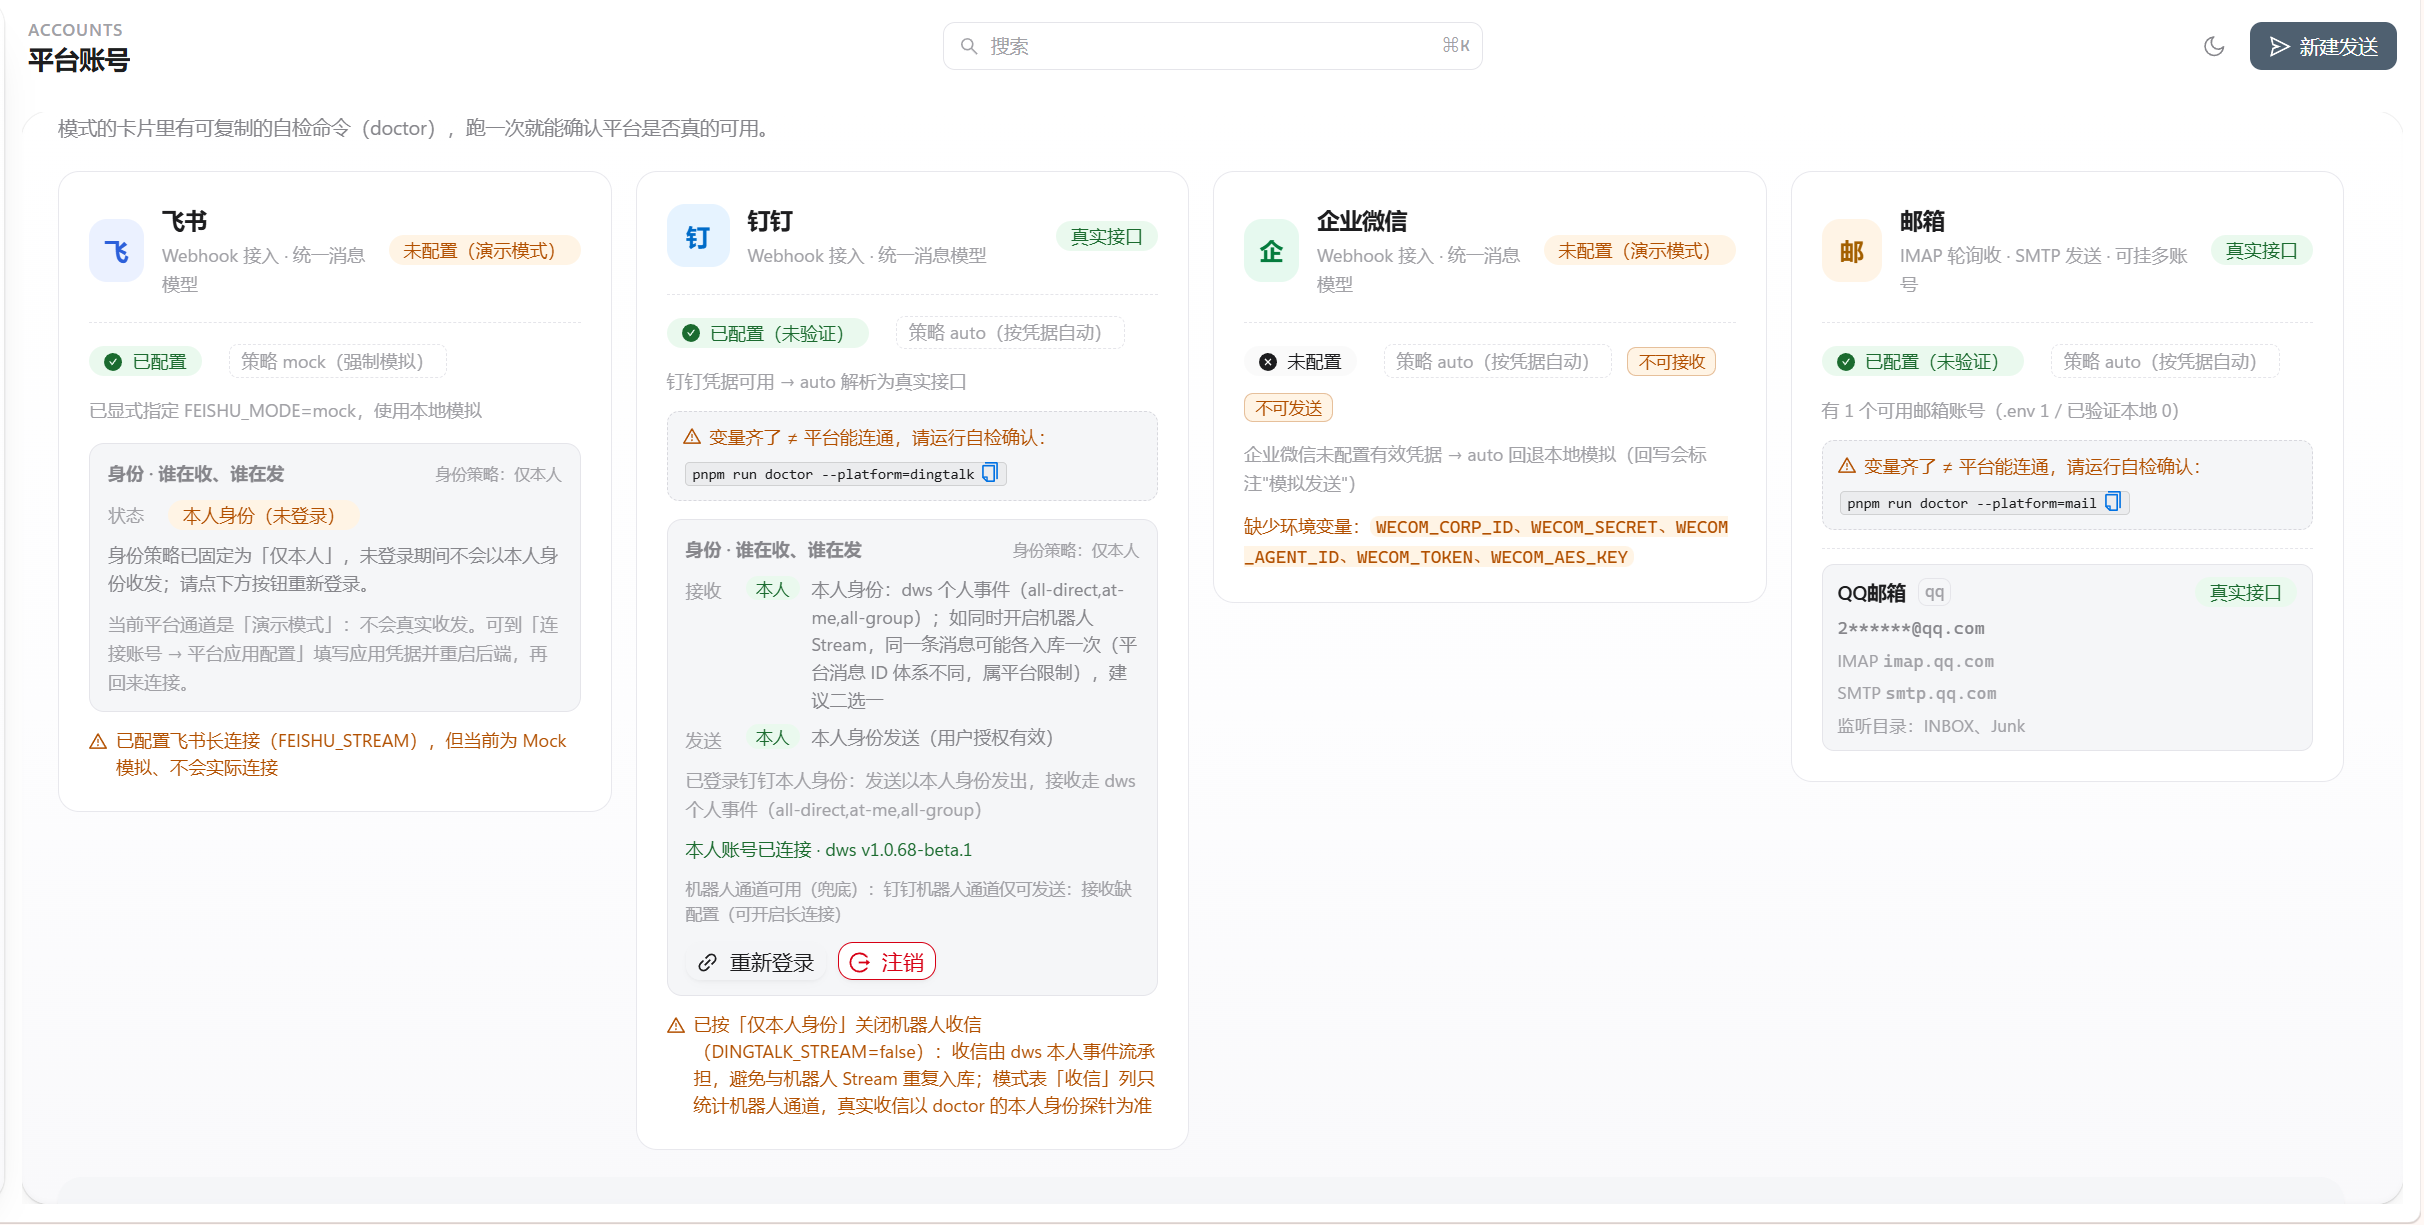 ACCOUNTS
平台账号
搜索
⌘K
新建发送
模式的卡片里有可复制的自检命令（doctor），跑一次就能确认平台是否真的可用。
飞
飞书
Webhook 接入 · 统一消息
模型
未配置（演示模式）
已配置
策略 mock（强制模拟）
已显式指定 FEISHU_MODE=mock，使用本地模拟
身份 · 谁在收、谁在发
身份策略：仅本人
状态
本人身份（未登录）
身份策略已固定为「仅本人」，未登录期间不会以本人身
份收发；请点下方按钮重新登录。
当前平台通道是「演示模式」：不会真实收发。可到「连
接账号 → 平台应用配置」填写应用凭据并重启后端，再
回来连接。
已配置飞书长连接（FEISHU_STREAM），但当前为 Mock
模拟、不会实际连接
钉
钉钉
Webhook 接入 · 统一消息模型
真实接口
已配置（未验证）
策略 auto（按凭据自动）
钉钉凭据可用 → auto 解析为真实接口
变量齐了 ≠ 平台能连通，请运行自检确认：
pnpm run doctor --platform=dingtalk
身份 · 谁在收、谁在发
身份策略：仅本人
接收
本人
本人身份：dws 个人事件（all-direct,at-
me,all-group）；如同时开启机器人
Stream，同一条消息可能各入库一次（平
台消息 ID 体系不同，属平台限制），建
议二选一
发送
本人
本人身份发送（用户授权有效）
已登录钉钉本人身份：发送以本人身份发出，接收走 dws
个人事件（all-direct,at-me,all-group）
本人账号已连接 · dws v1.0.68-beta.1
机器人通道可用（兜底）：钉钉机器人通道仅可发送：接收缺
配置（可开启长连接）
重新登录
注销
已按「仅本人身份」关闭机器人收信
（DINGTALK_STREAM=false）：收信由 dws 本人事件流承
担，避免与机器人 Stream 重复入库；模式表「收信」列只
统计机器人通道，真实收信以 doctor 的本人身份探针为准
企
企业微信
Webhook 接入 · 统一消息
模型
未配置（演示模式）
未配置
策略 auto（按凭据自动）
不可接收
不可发送
企业微信未配置有效凭据 → auto 回退本地模拟（回写会标
注"模拟发送"）
缺少环境变量：WECOM_CORP_ID、WECOM_SECRET、WECOM
_AGENT_ID、WECOM_TOKEN、WECOM_AES_KEY
邮
邮箱
IMAP 轮询收 · SMTP 发送 · 可挂多账
号
真实接口
已配置（未验证）
策略 auto（按凭据自动）
有 1 个可用邮箱账号（.env 1 / 已验证本地 0）
变量齐了 ≠ 平台能连通，请运行自检确认：
pnpm run doctor --platform=mail
QQ邮箱
qq
真实接口
2******@qq.com
IMAP imap.qq.com
SMTP smtp.qq.com
监听目录：INBOX、Junk